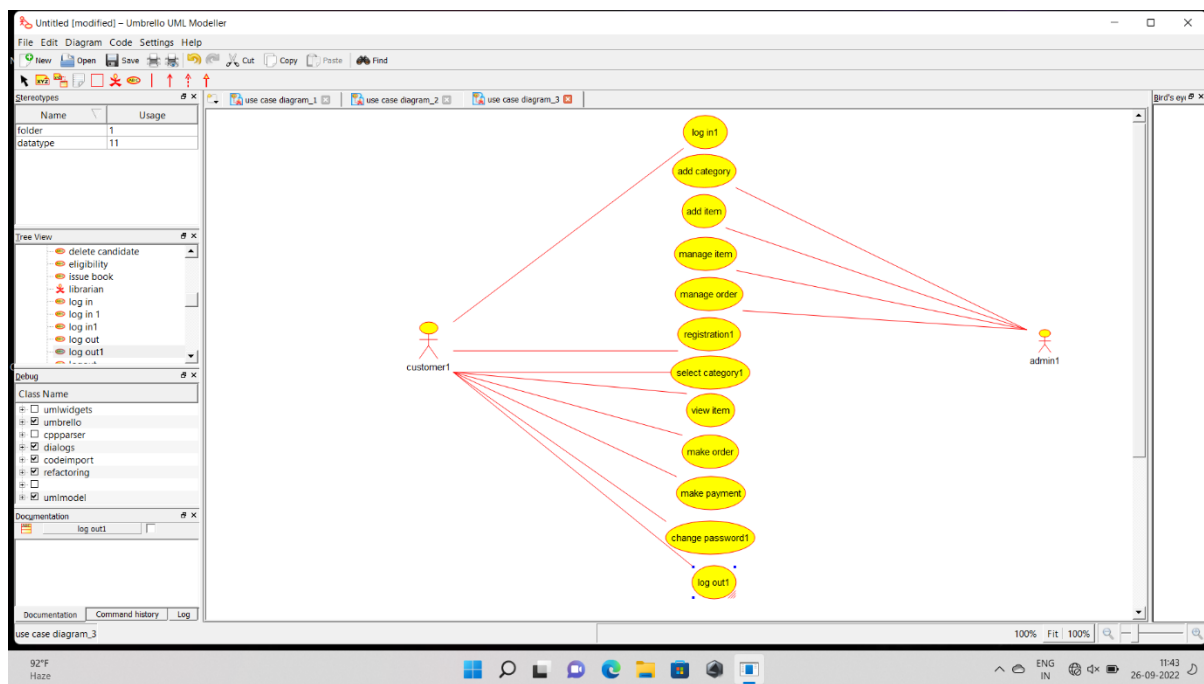 Untitled [modified] – Umbrello UML Modeller
File Edit Diagram Code Settings Help
New Open Save Cut Copy Paste Find
Stereotypes
Name Usage
folder 1
datatype 11
Tree View
delete candidate
eligibility
issue book
librarian
log in
log in 1
log in1
log out
log out1
Debug
Class Name
umlwidgets
umbrello
cppparser
dialogs
codeimport
refactoring
umlmodel
Documentation
log out1
Documentation Command history Log
use case diagram_1 use case diagram_2 use case diagram_3
log in1
add category
add item
manage item
manage order
registration1
select category1
view item
make order
make payment
change password1
log out1
customer1
admin1
Bird's eye
use case diagram_3
100% Fit 100%
92°F
Haze
ENG
IN
11:43
26-09-2022